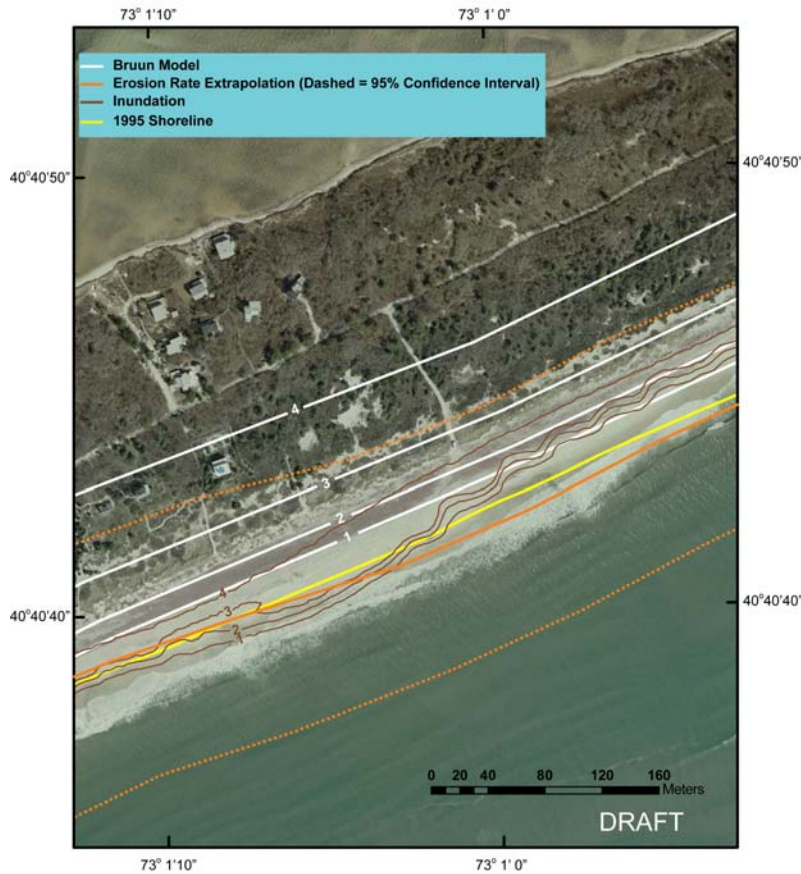 73° 1'10"
73° 1' 0"
Bruun Model
Erosion Rate Extrapolation (Dashed = 95% Confidence Interval)
Inundation
1995 Shoreline
40°40'50"
40°40'50"
4
3
2
1
4
3
2
1
40°40'40"
40°40'40"
0 20 40 80 120 160
Meters
DRAFT
73° 1'10"
73° 1' 0"